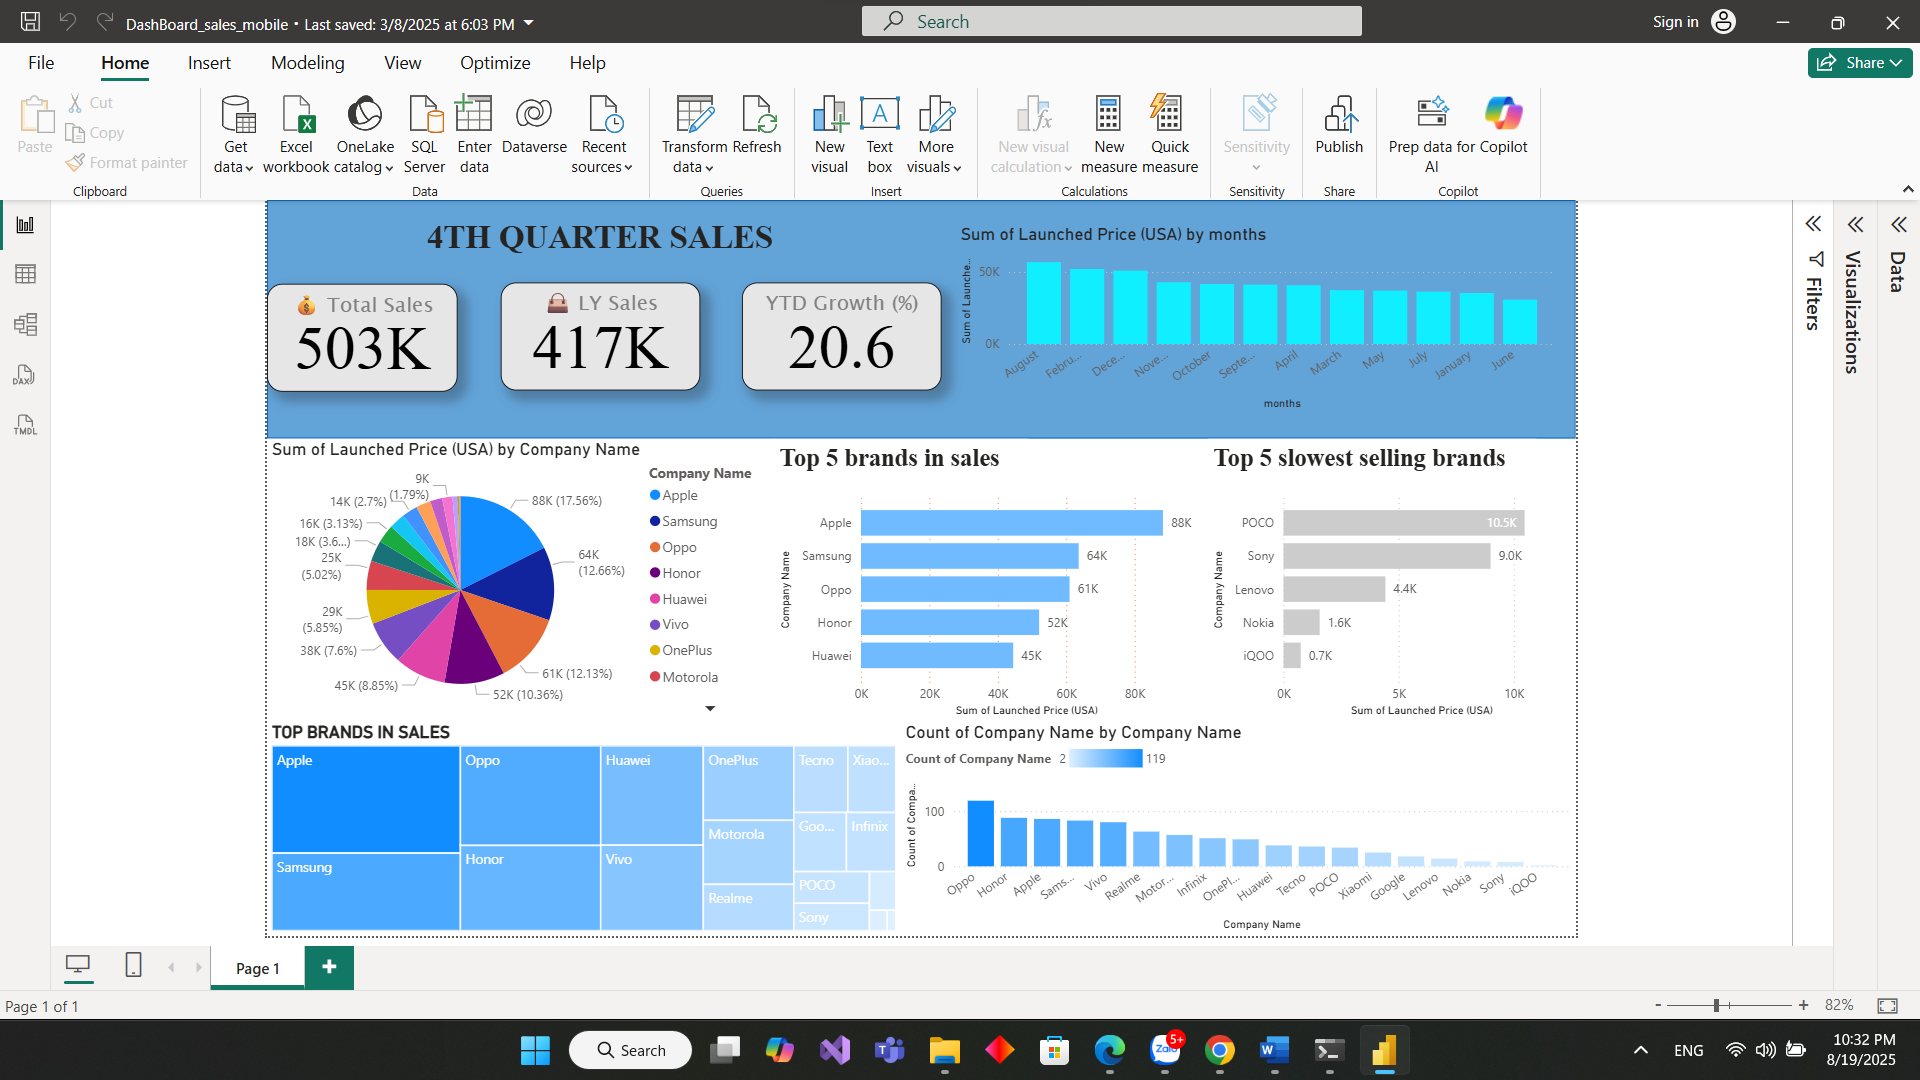 DashBoard_sales_mobile • Last saved: 3/8/2025 at 6:03 PM
Search
Sign in
File
Home
Insert
Modeling
View
Optimize
Help
Share
Paste
Cut
Copy
Format painter
Clipboard
Get data
Excel workbook
OneLake catalog
SQL Server
Enter data
Dataverse
Recent sources
Data
Transform data
Refresh
Queries
New visual
Text box
More visuals
Insert
New visual calculation
New measure
Quick measure
Calculations
Sensitivity
Sensitivity
Publish
Share
Prep data for AI
Copilot
Copilot
4TH QUARTER SALES
Total Sales
503K
LY Sales
417K
YTD Growth (%)
20.6
Sum of Launched Price (USA) by months
Sum of Launche...
50K
0K
August
Febru...
Dece...
Nove...
October
Septe...
April
March
May
July
January
June
months
Filters
Visualizations
Data
DAX
TMDL
Sum of Launched Price (USA) by Company Name
88K (17.56%)
64K
(12.66%)
61K (12.13%)
52K (10.36%)
45K (8.85%)
38K (7.6%)
29K
(5.85%)
25K
(5.02%)
18K (3.6...)
16K (3.13%)
14K (2.7%)
9K
(1.79%)
Company Name
Apple
Samsung
Oppo
Honor
Huawei
Vivo
OnePlus
Motorola
Top 5 brands in sales
Company Name
Apple 88K
Samsung 64K
Oppo 61K
Honor 52K
Huawei 45K
0K 20K 40K 60K 80K
Sum of Launched Price (USA)
Top 5 slowest selling brands
Company Name
POCO 10.5K
Sony 9.0K
Lenovo 4.4K
Nokia 1.6K
iQOO 0.7K
0K 5K 10K
Sum of Launched Price (USA)
TOP BRANDS IN SALES
Apple
Samsung
Oppo
Honor
Huawei
Vivo
OnePlus
Motorola
Realme
Tecno
Xiao...
Goo...
Infinix
POCO
Sony
Count of Company Name by Company Name
Count of Company Name 2 119
Count of Compa...
100
0
Oppo
Honor
Apple
Sams...
Vivo
Realme
Motor...
Infinix
OnePl...
Huawei
Tecno
POCO
Xiaomi
Google
Lenovo
Nokia
Sony
iQOO
Company Name
Page 1
Page 1 of 1
- + 82%
Search
Zalo
5+
ENG
10:32 PM
8/19/2025